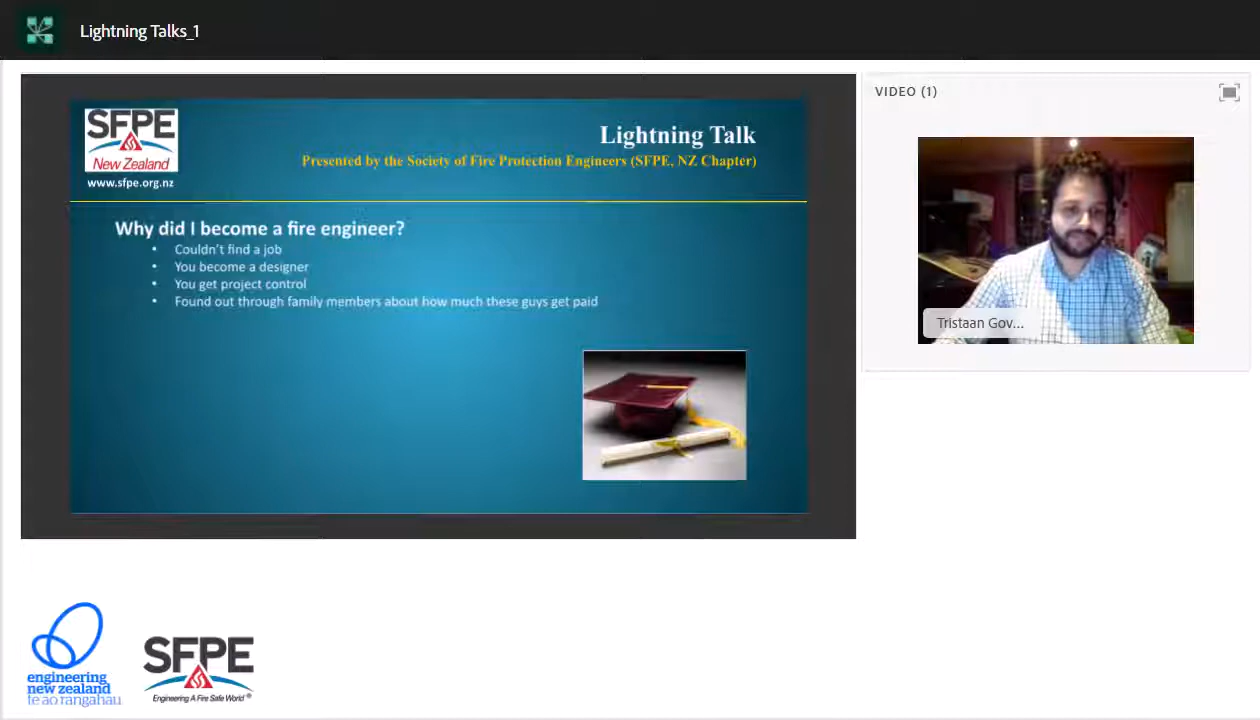 Lightning Talks_1
SFPE
New Zealand
www.sfpe.org.nz
Lightning Talk
Presented by the Society of Fire Protection Engineers (SFPE, NZ Chapter)
Why did I become a fire engineer?
• Couldn't find a job
• You become a designer
• You get project control
• Found out through family members about how much these guys get paid
VIDEO (1)
Tristaan Gov...
engineering
new zealand
te ao rangahau
SFPE
Engineering A Fire Safe World®